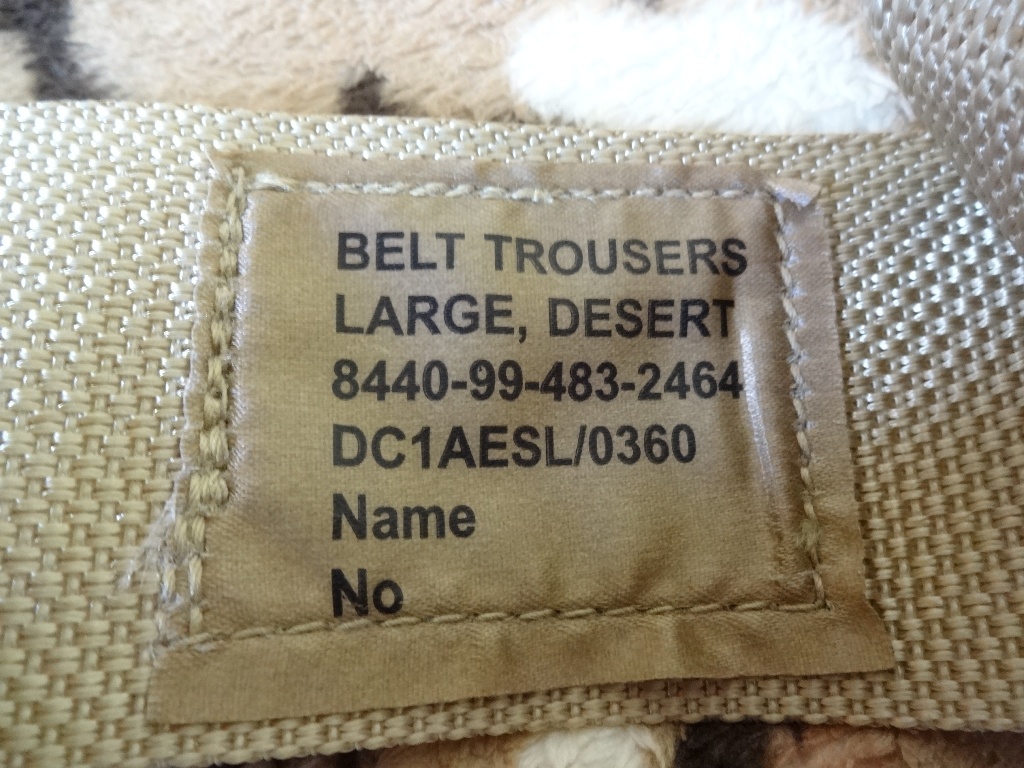 BELT TROUSERS
LARGE, DESERT
8440-99-483-2464
DC1AESL/0360
Name
No